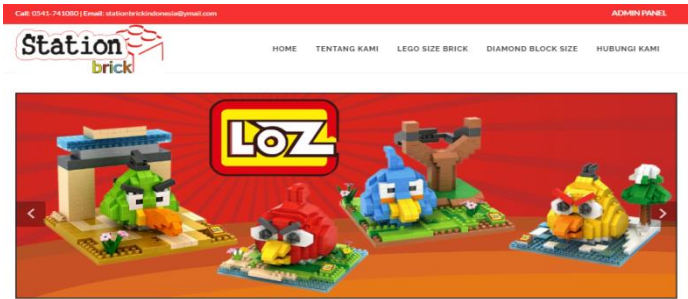 Call: 0541-741080 | Email: stationbrickindonesia@ymail.com
ADMIN PANEL
Station
brick
HOME TENTANG KAMI LEGO SIZE BRICK DIAMOND BLOCK SIZE HUBUNGI KAMI
LOZ